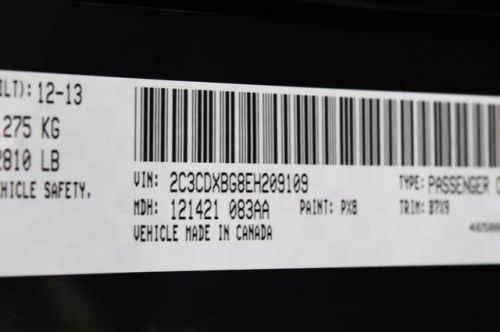 ILT): 12-13
275 KG
2810 LB
EHICLE SAFETY,
VIN: 2C3CDXBG8EH209109
TYPE: PASSENGER
MDH: 121421 083AA
PAINT: PX8
TRIM: B7X9
VEHICLE MADE IN CANADA